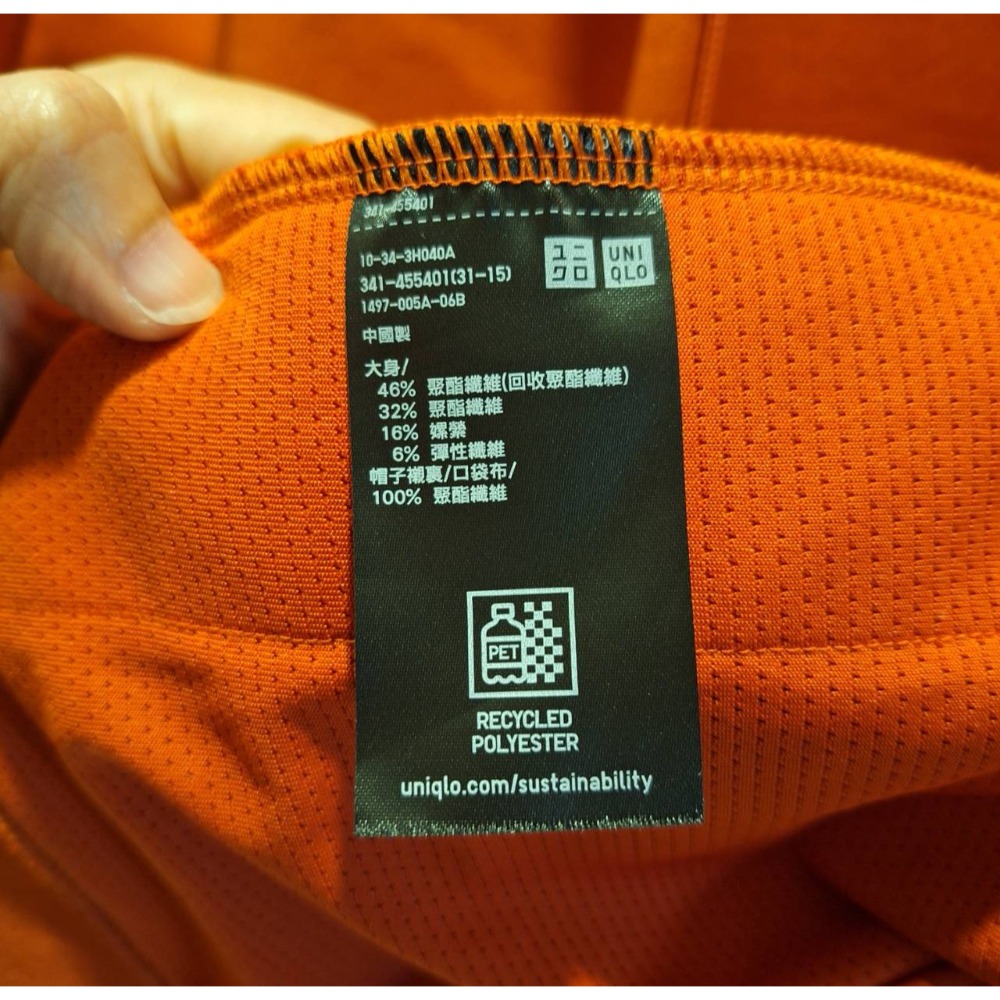 341-455401
10-34-3H040A
341-455401(31-15)
1497-005A-06B
ユニ
クロ
UNI
QLO
中國製
大身/
46% 聚酯纖維(回收聚酯纖維)
32% 聚酯纖維
16% 嫘縈
6% 彈性纖維
帽子襯裏/口袋布/
100% 聚酯纖維
PET
RECYCLED
POLYESTER
uniqlo.com/sustainability